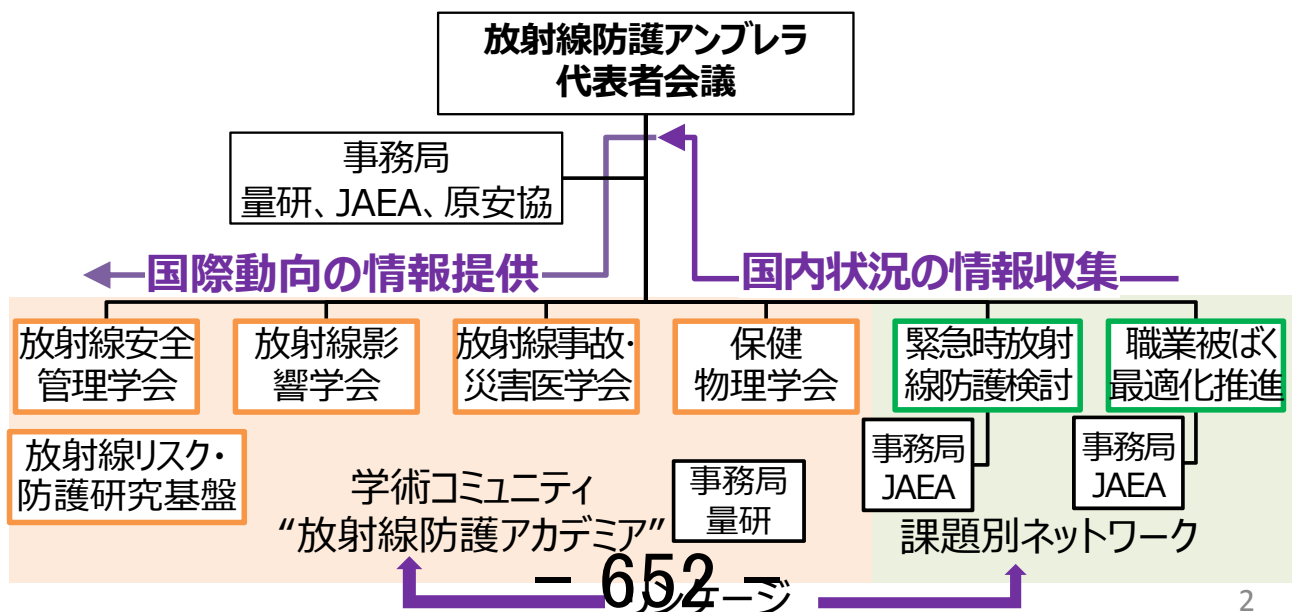 放射線防護アンブレラ
代表者会議
事務局
量研、JAEA、原安協
国際動向の情報提供
国内状況の情報収集
放射線安全
管理学会
放射線影
響学会
放射線事故・
災害医学会
保健
物理学会
緊急時放射
線防護検討
職業被ばく
最適化推進
放射線リスク・
防護研究基盤
学術コミュニティ
“放射線防護アカデミア”
事務局
量研
事務局
JAEA
事務局
JAEA
課題別ネットワーク
− 652 −
2